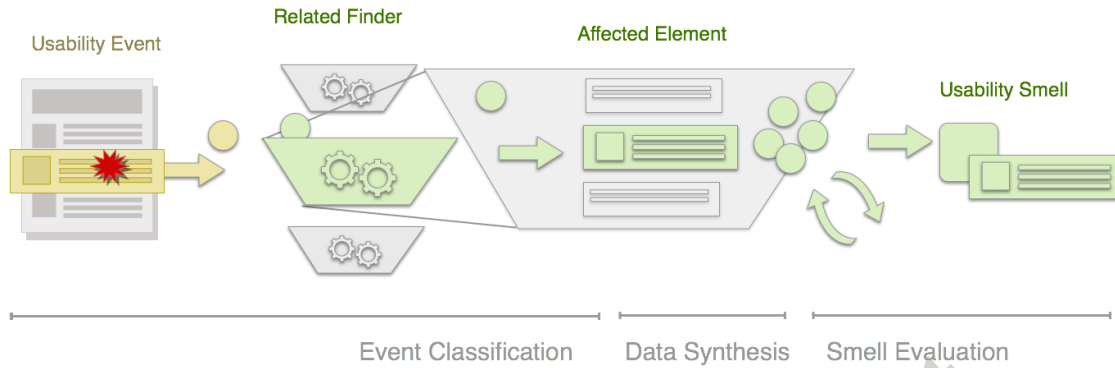 Usability Event
Related Finder
Affected Element
Usability Smell
Event Classification
Data Synthesis
Smell Evaluation